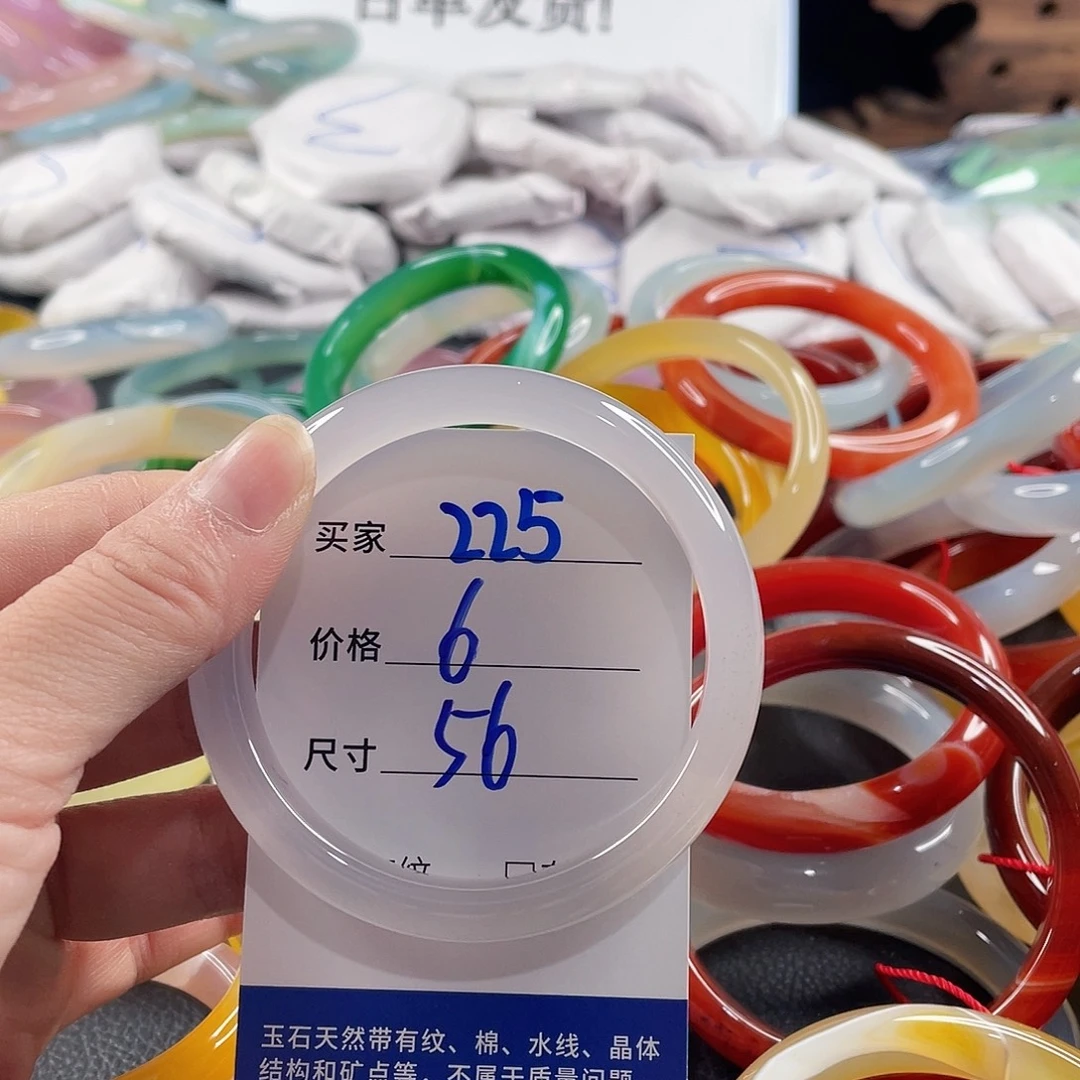 买家 225
价格 6
尺寸 56
玉石天然带有纹、棉、水线、晶体
结构和矿点等，不属于质量问题